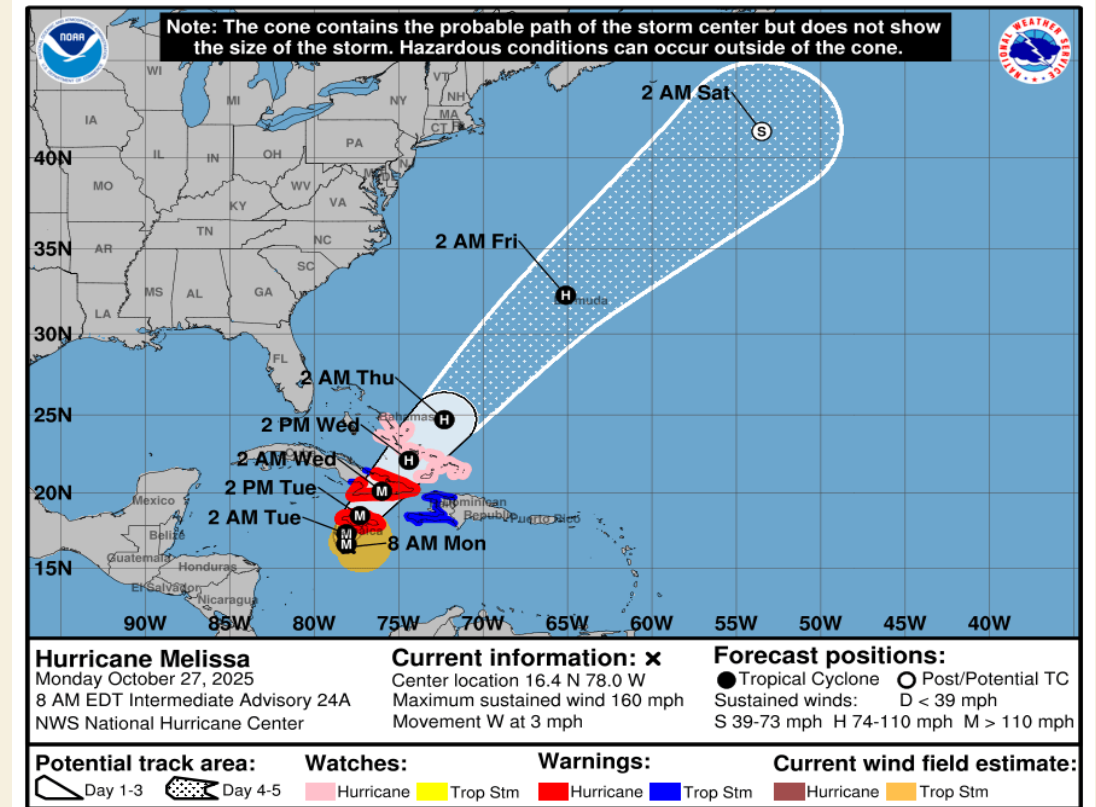 Note: The cone contains the probable path of the storm center but does not show
the size of the storm. Hazardous conditions can occur outside of the cone.
NOAA
NATIONAL WEATHER SERVICE
WI
VT
NH
2 AM Sat
S
IA
MI
NY
MA
CT
40N
IL
IN
OH
PA
MO
WV
VA
KY
2 AM Fri
35N
TN
NC
AR
SC
H
Bermuda
MS
AL
GA
LA
30N
FL
2 AM Thu
25N
Bahamas
H
2 PM Wed
H
2 AM Wed
M
20N
Mexico
2 PM Tue
Dominican
Republic
Puerto Rico
M
2 AM Tue
Belize
M
M
8 AM Mon
Guatemala
Honduras
15N
El Salvador
Nicaragua
90W 85W 80W 75W 70W 65W 60W 55W 50W 45W 40W
Hurricane Melissa
Monday October 27, 2025
8 AM EDT Intermediate Advisory 24A
NWS National Hurricane Center
Current information: x
Center location 16.4 N 78.0 W
Maximum sustained wind 160 mph
Movement W at 3 mph
Forecast positions:
Tropical Cyclone Post/Potential TC
Sustained winds: D < 39 mph
S 39-73 mph H 74-110 mph M > 110 mph
Potential track area:
Day 1-3 Day 4-5
Watches:
Hurricane Trop Stm
Warnings:
Hurricane Trop Stm
Current wind field estimate:
Hurricane Trop Stm